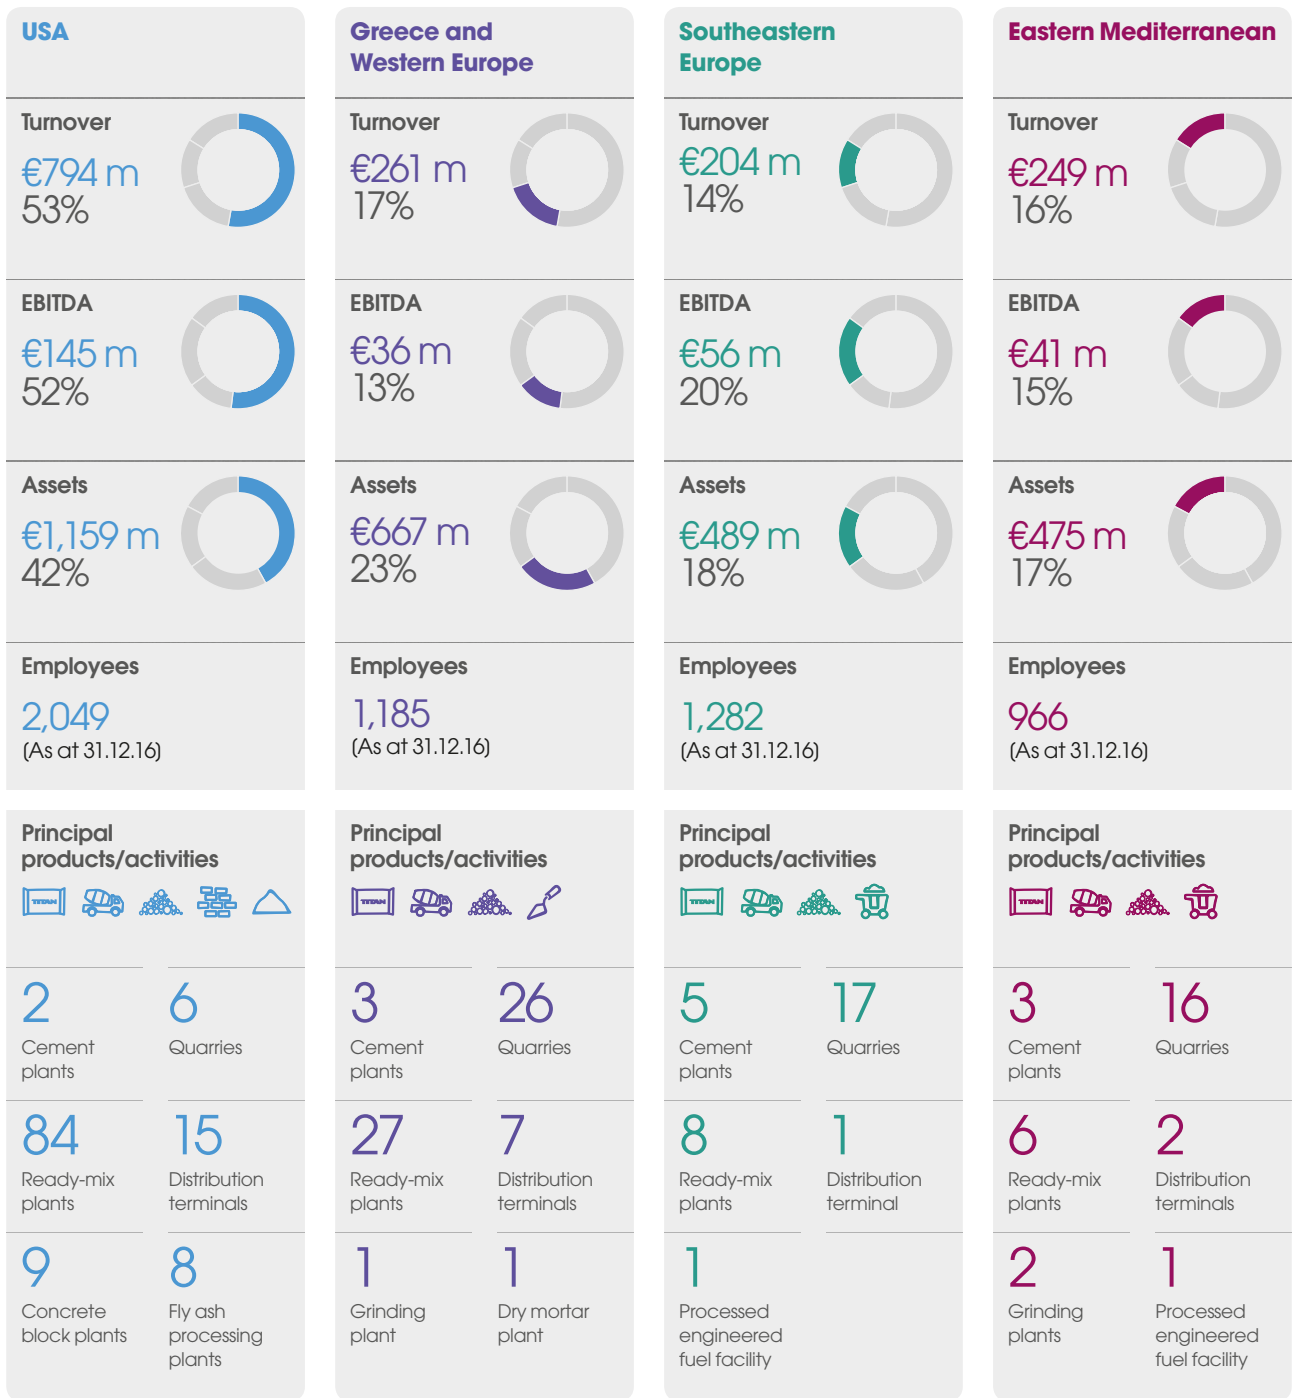 USA
Turnover
€794 m
53%
EBITDA
€145 m
52%
Assets
€1,159 m
42%
Employees
2,049
(As at 31.12.16)
Principal
products/activities
TITAN
2
Cement
plants
6
Quarries
84
Ready-mix
plants
15
Distribution
terminals
9
Concrete
block plants
8
Fly ash
processing
plants
Greece and
Western Europe
Turnover
€261 m
17%
EBITDA
€36 m
13%
Assets
€667 m
23%
Employees
1,185
(As at 31.12.16)
Principal
products/activities
TITAN
3
Cement
plants
26
Quarries
27
Ready-mix
plants
7
Distribution
terminals
1
Grinding
plant
1
Dry mortar
plant
Southeastern
Europe
Turnover
€204 m
14%
EBITDA
€56 m
20%
Assets
€489 m
18%
Employees
1,282
(As at 31.12.16)
Principal
products/activities
TITAN
5
Cement
plants
17
Quarries
8
Ready-mix
plants
1
Distribution
terminal
1
Processed
engineered
fuel facility
Eastern Mediterranean
Turnover
€249 m
16%
EBITDA
€41 m
15%
Assets
€475 m
17%
Employees
966
(As at 31.12.16)
Principal
products/activities
TITAN
3
Cement
plants
16
Quarries
6
Ready-mix
plants
2
Distribution
terminals
2
Grinding
plants
1
Processed
engineered
fuel facility